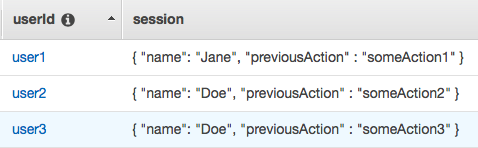 userId session
user1 { "name": "Jane", "previousAction" : "someAction1" }
user2 { "name": "Doe", "previousAction" : "someAction2" }
user3 { "name": "Doe", "previousAction" : "someAction3" }